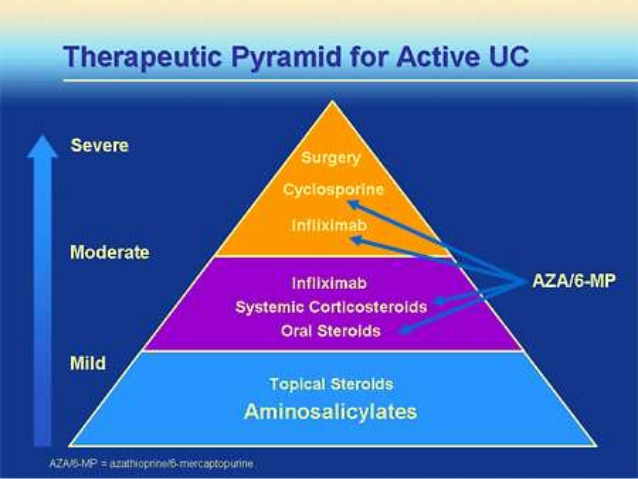 Therapeutic Pyramid for Active UC
Severe
Surgery
Cyclosporine
Infliximab
Moderate
AZA/6-MP
Infliximab
Systemic Corticosteroids
Oral Steroids
Mild
Topical Steroids
Aminosalicylates
AZA/6-MP = azathioprine/6-mercaptopurine